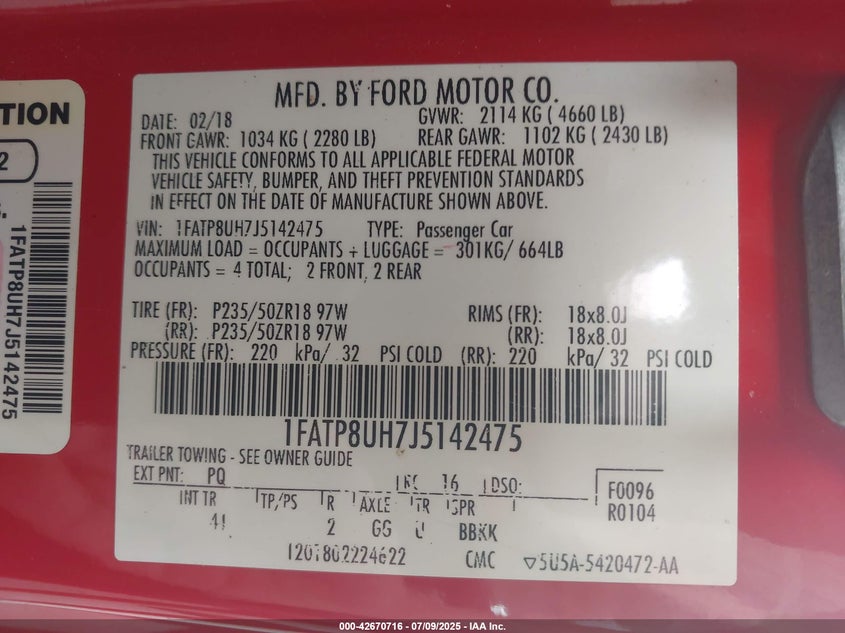 TION
2
1FATP8UH7J5142475
MFD. BY FORD MOTOR CO.
DATE: 02/18 GVWR: 2114 KG ( 4660 LB)
FRONT GAWR: 1034 KG ( 2280 LB) REAR GAWR: 1102 KG ( 2430 LB)
THIS VEHICLE CONFORMS TO ALL APPLICABLE FEDERAL MOTOR
VEHICLE SAFETY, BUMPER, AND THEFT PREVENTION STANDARDS
IN EFFECT ON THE DATE OF MANUFACTURE SHOWN ABOVE.
VIN: 1FATP8UH7J5142475 TYPE: Passenger Car
MAXIMUM LOAD = OCCUPANTS + LUGGAGE = 301KG/ 664LB
OCCUPANTS = 4 TOTAL; 2 FRONT, 2 REAR
TIRE (FR): P235/50ZR18 97W RIMS (FR): 18x8.0J
(RR): P235/50ZR18 97W (RR): 18x8.0J
PRESSURE (FR): 220 kPa/ 32 PSI COLD (RR): 220 kPa/ 32 PSI COLD
1FATP8UH7J5142475
TRAILER TOWING - SEE OWNER GUIDE
EXT PNT: PQ RC: 16 DSO: F0096
INT TR TP/PS R AXLE TR SPR R0104
4I 2 GG U BBKK
CMC ▽5U5A-5420472-AA
000-42670716 - 07/09/2025 - IAA Inc.